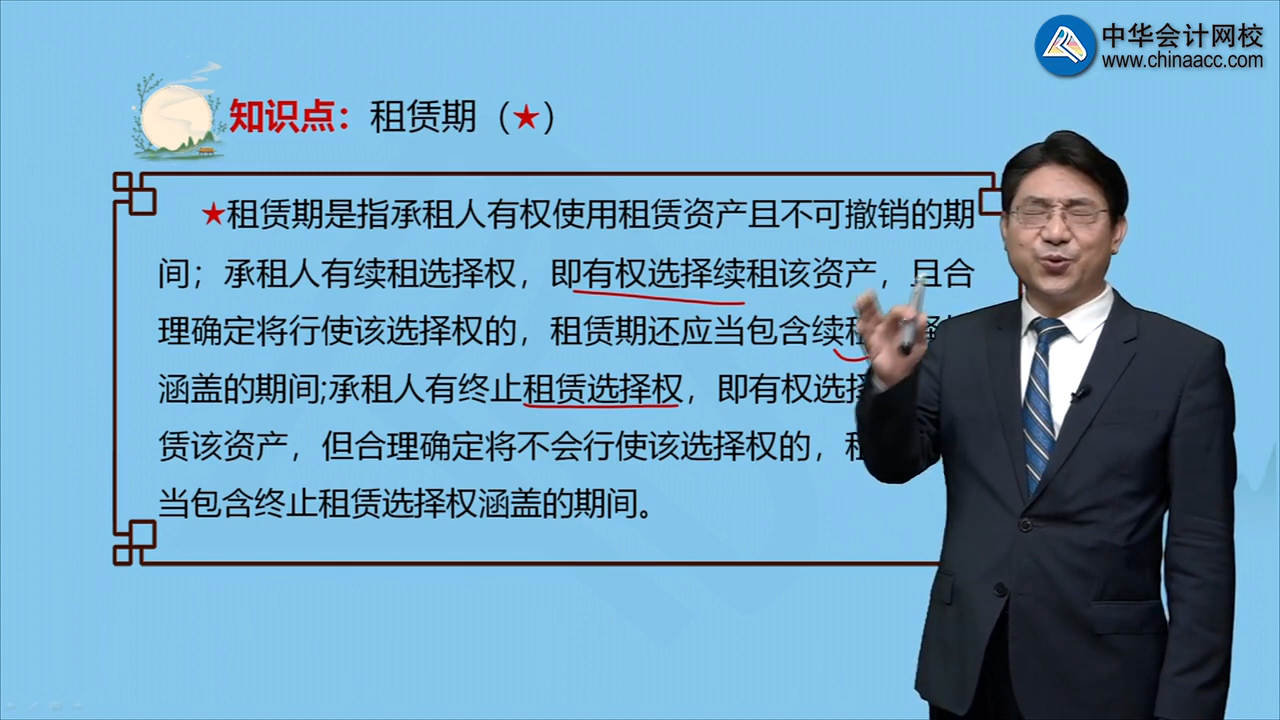 中华会计网校
www.chinaacc.com
知识点：租赁期（★）
★租赁期是指承租人有权使用租赁资产且不可撤销的期
间；承租人有续租选择权，即有权选择续租该资产，且合
理确定将行使该选择权的，租赁期还应当包含续租
涵盖的期间;承租人有终止租赁选择权，即有权选择
赁该资产，但合理确定将不会行使该选择权的，租
当包含终止租赁选择权涵盖的期间。